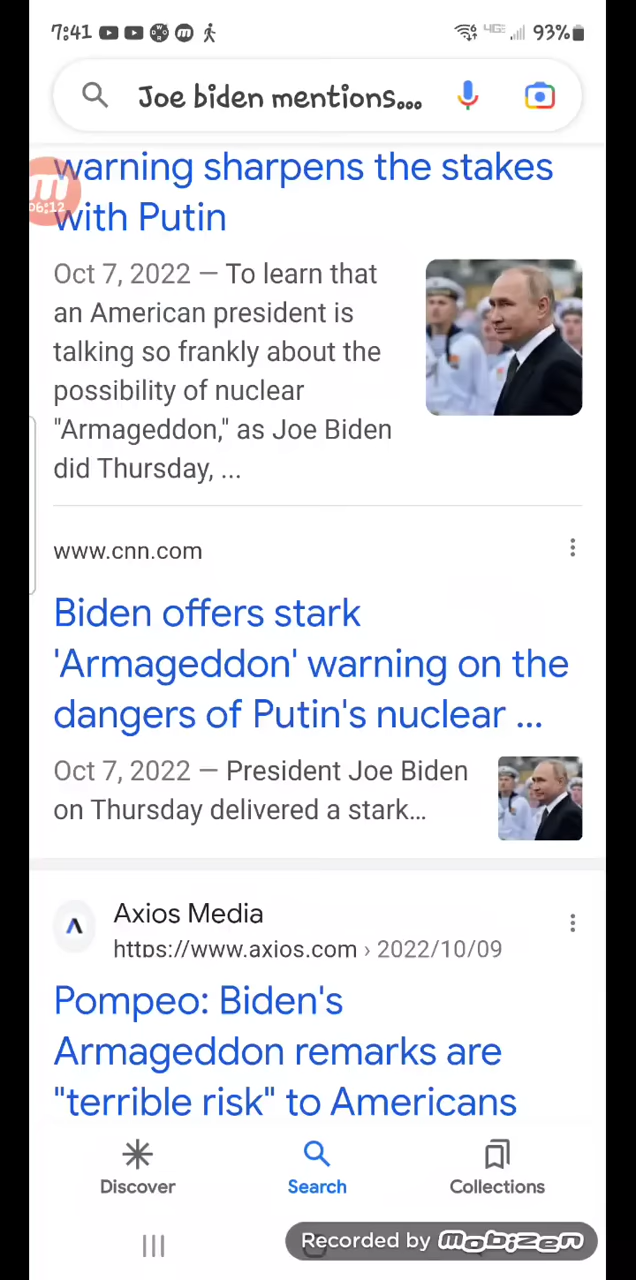 7:41
4GE 93%
Joe biden mentions...
warning sharpens the stakes
06:12
with Putin
Oct 7, 2022 — To learn that
an American president is
talking so frankly about the
possibility of nuclear
"Armageddon," as Joe Biden
did Thursday, ...
www.cnn.com
Biden offers stark
'Armageddon' warning on the
dangers of Putin's nuclear ...
Oct 7, 2022 — President Joe Biden
on Thursday delivered a stark...
Axios Media
https://www.axios.com › 2022/10/09
Pompeo: Biden's
Armageddon remarks are
"terrible risk" to Americans
Discover
Search
Collections
Recorded by mobizen